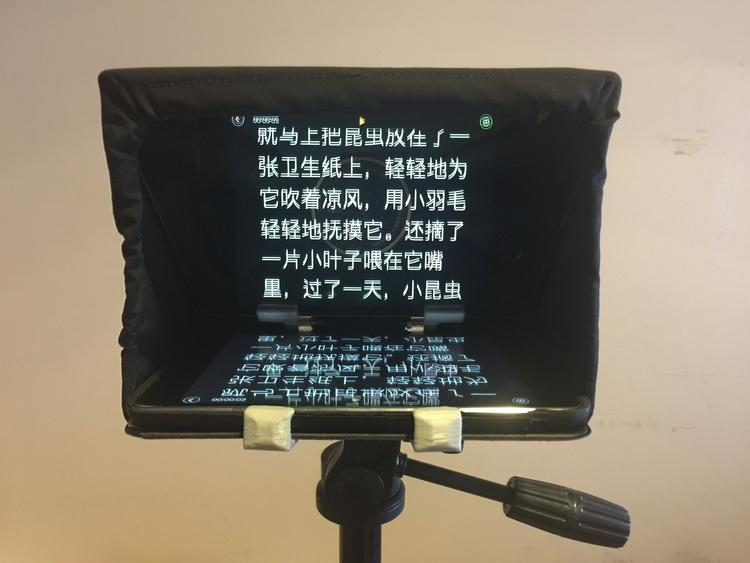 就马上把昆虫放在了一
张卫生纸上，轻轻地为
它吹着凉风，用小羽毛
轻轻地抚摸它。还摘了
一片小叶子喂在它嘴
里，过了一天，小昆虫